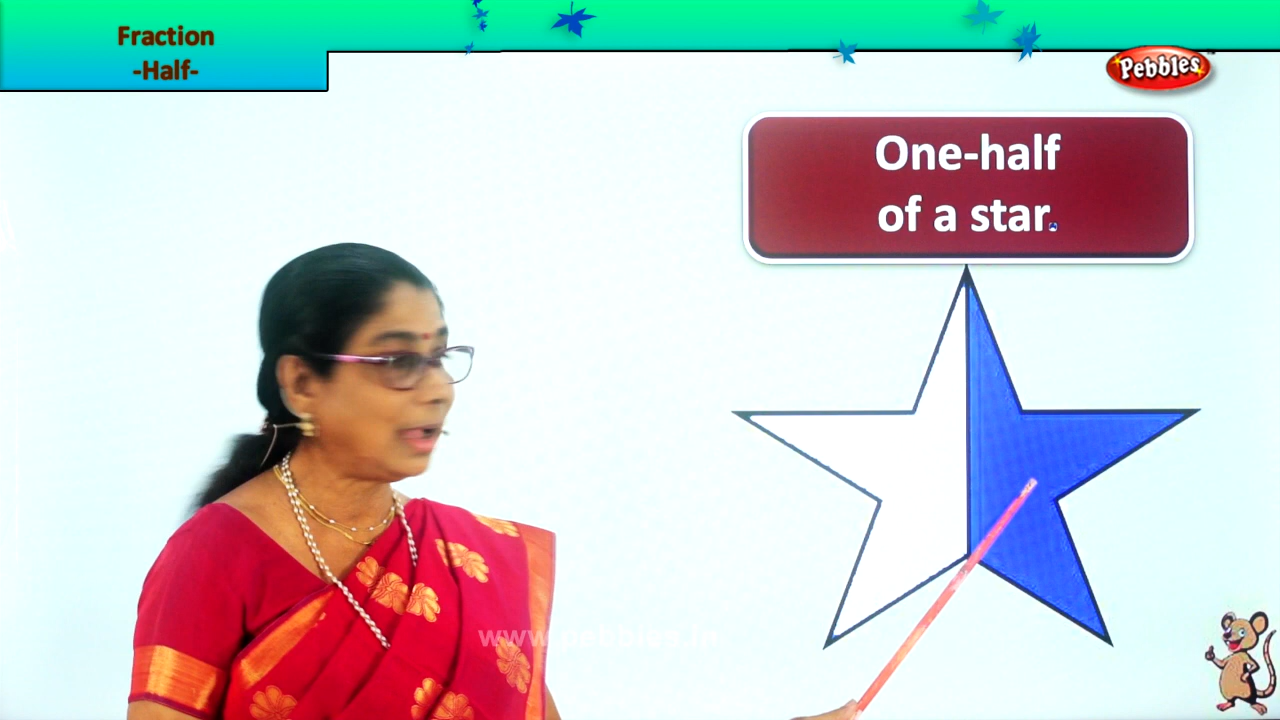 Fraction
-Half-
Pebbles
One-half
of a star.